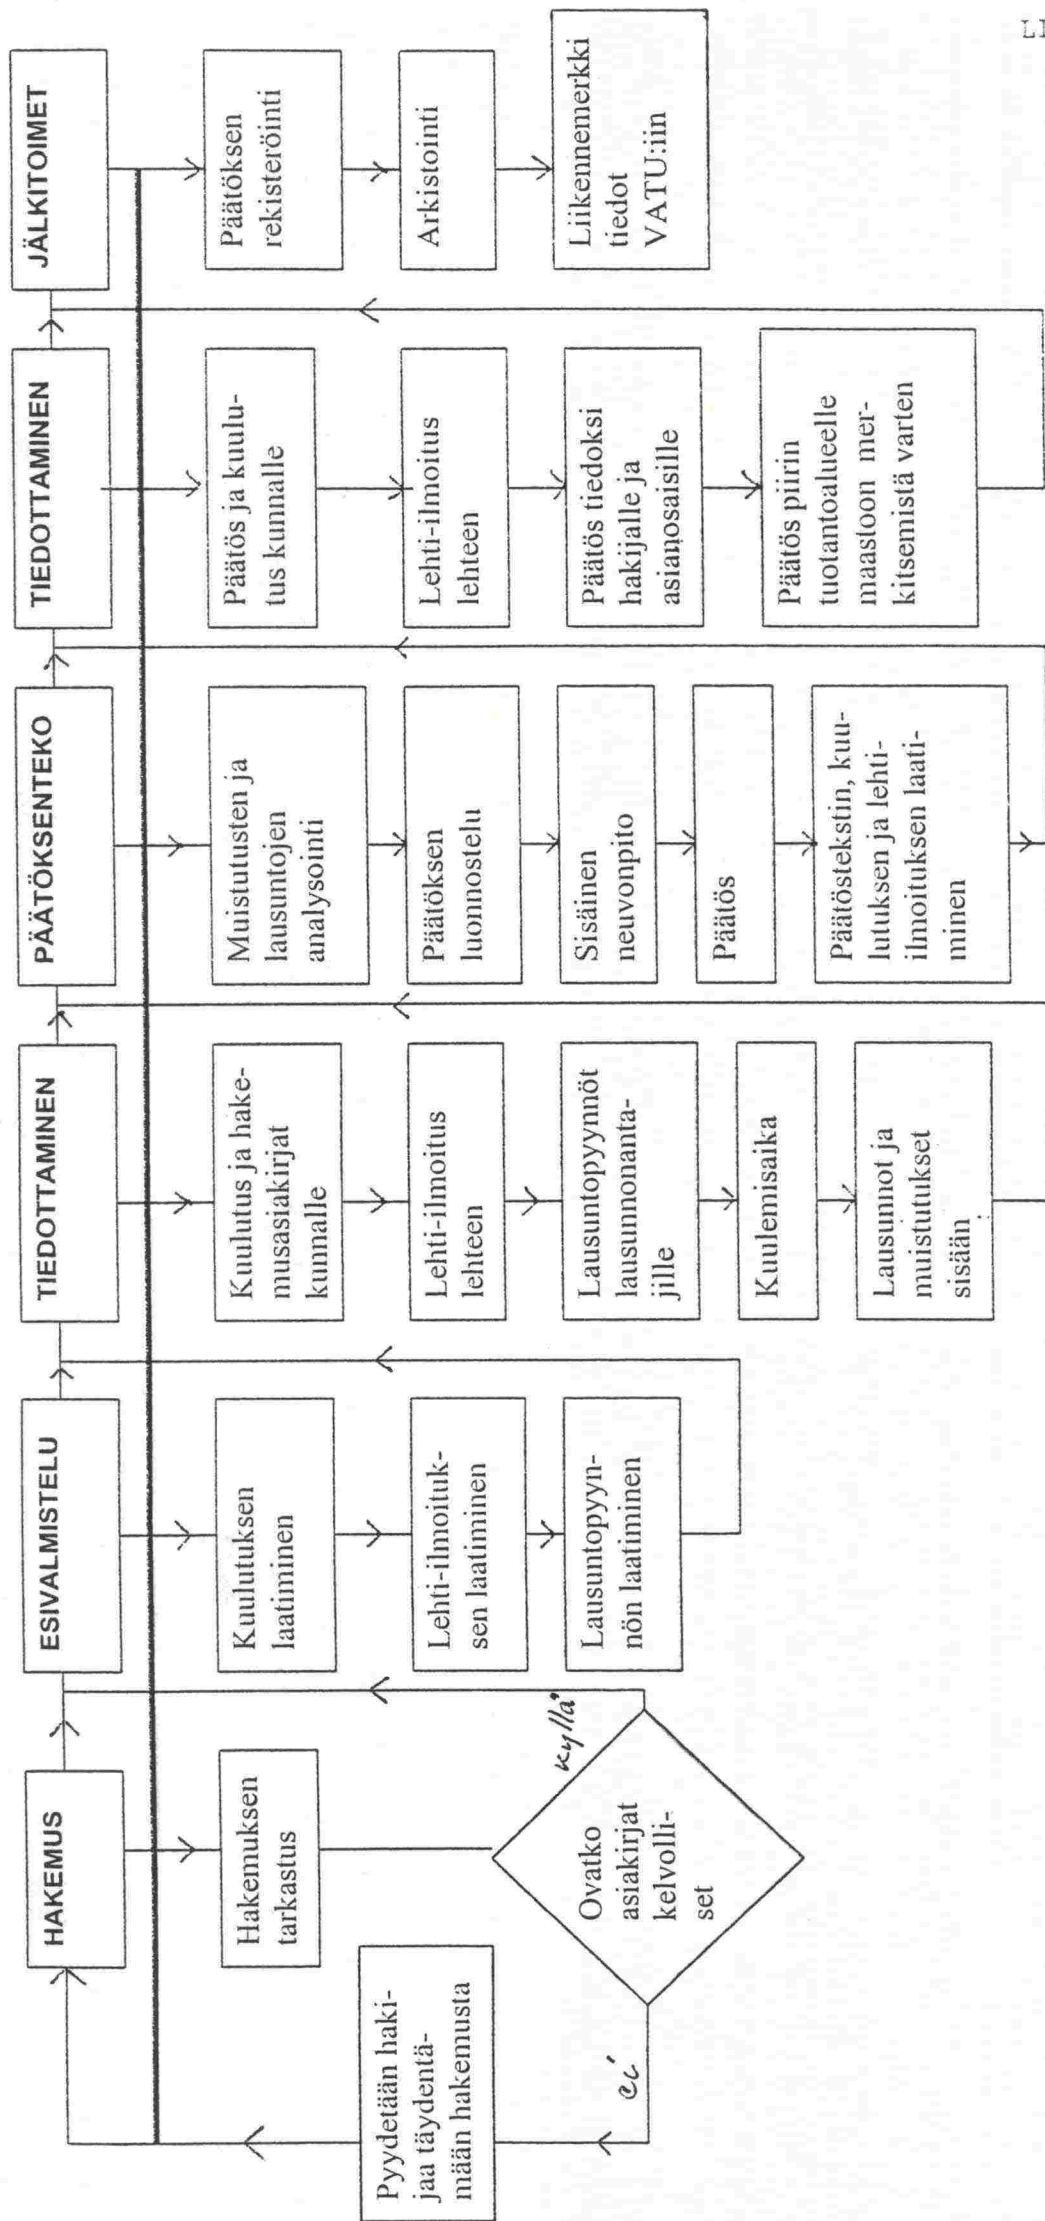 HAKEMUS
Hakemuksen
tarkastus
Ovatko
asiakirjat
kelvolli-
set
kyllä
ei
Pyydetään haki-
jaa täydentä-
mään hakemusta
ESIVALMISTELU
Kuulutuksen
laatiminen
Lehti-ilmoituk-
sen laatiminen
Lausuntopyyn-
nön laatiminen
TIEDOTTAMINEN
Kuulutus ja hake-
musasiakirjat
kunnalle
Lehti-ilmoitus
lehteen
Lausuntopyynnöt
lausunnonanta-
jille
Kuulemisaika
Lausunnot ja
muistutukset
sisään
PÄÄTÖKSENTEKO
Muistutusten ja
lausuntojen
analysointi
Päätöksen
luonnostelu
Sisäinen
neuvonpito
Päätös
Päätöstekstin, kuu-
lutuksen ja lehti-
ilmoituksen laati-
minen
TIEDOTTAMINEN
Päätös ja kuulu-
tus kunnalle
Lehti-ilmoitus
lehteen
Päätös tiedoksi
hakijalle ja
asianosaisille
Päätös piirin
tuotantoalueelle
maastoon mer-
kitsemistä varten
JÄLKITOIMET
Päätöksen
rekisteröinti
Arkistointi
Liikennemerkki
tiedot
VATU:iin